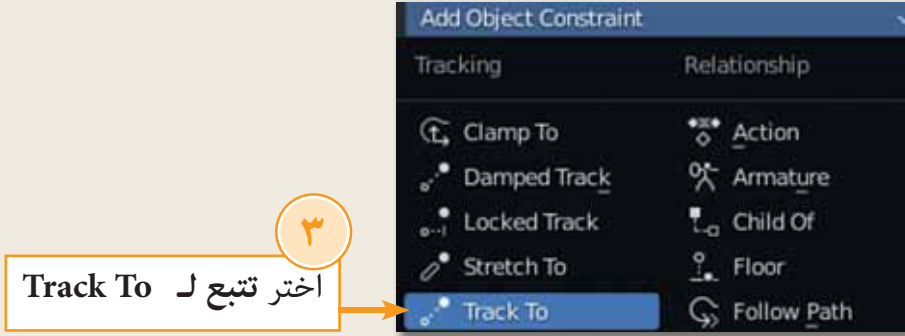 Add Object Constraint
Tracking
Relationship
Clamp To
Action
Damped Track
Armature
Locked Track
Child Of
Stretch To
Floor
Track To
Follow Path
٣
اختر تتبع لـ Track To